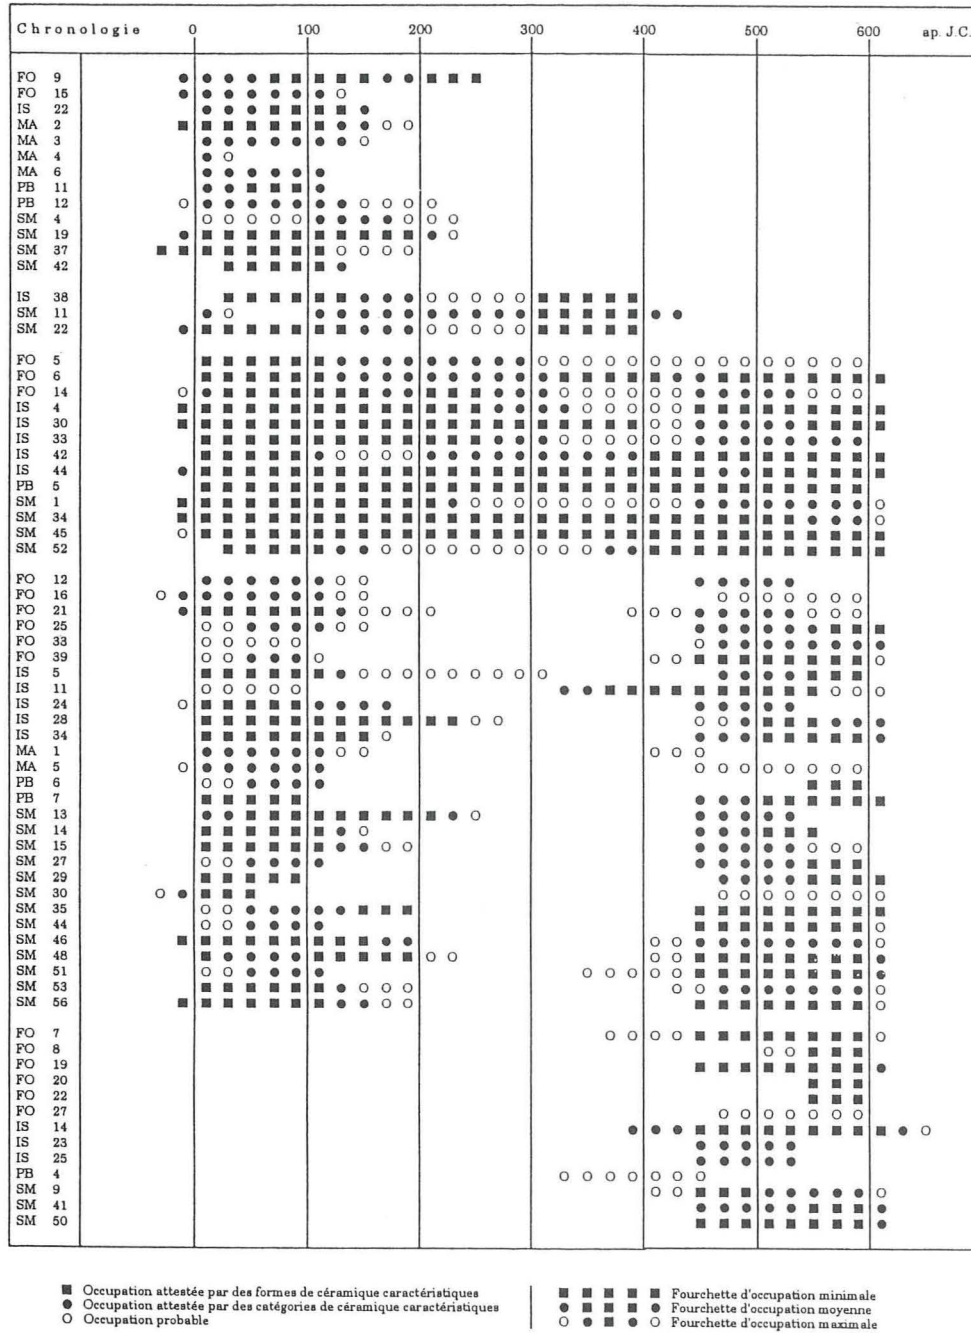 Chronologie 0 100 200 300 400 500 600 ap. J.C.
FO 9
FO 15
IS 22
MA 2
MA 3
MA 4
MA 6
PB 11
PB 12
SM 4
SM 19
SM 37
SM 42
IS 38
SM 11
SM 22
FO 5
FO 6
FO 14
IS 4
IS 30
IS 33
IS 42
IS 44
PB 5
SM 1
SM 34
SM 45
SM 52
FO 12
FO 16
FO 21
FO 25
FO 33
FO 39
IS 5
IS 11
IS 24
IS 28
IS 34
MA 1
MA 5
PB 6
PB 7
SM 13
SM 14
SM 15
SM 27
SM 29
SM 30
SM 35
SM 44
SM 46
SM 48
SM 51
SM 53
SM 56
FO 7
FO 8
FO 19
FO 20
FO 22
FO 27
IS 14
IS 23
IS 25
PB 4
SM 9
SM 41
SM 50
Occupation attestée par des formes de céramique caractéristiques
Occupation attestée par des catégories de céramique caractéristiques
Occupation probable
Fourchette d'occupation minimale
Fourchette d'occupation moyenne
Fourchette d'occupation maximale